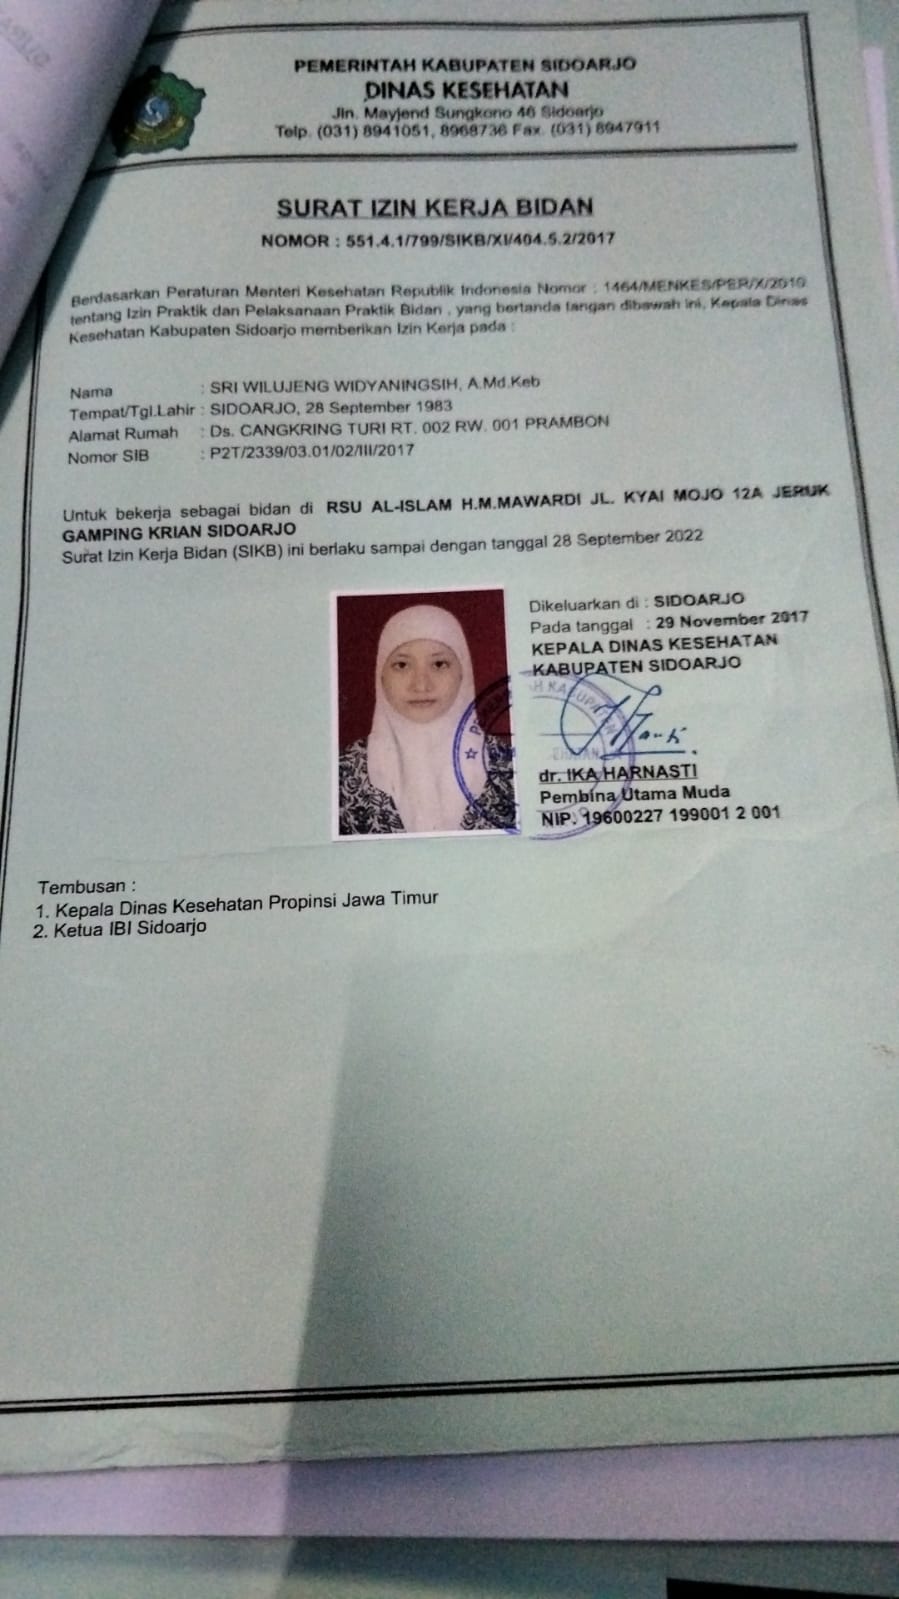 PEMERINTAH KABUPATEN SIDOARJO
DINAS KESEHATAN
Jln. Mayjend Sungkono 46 Sidoarjo
Telp. (031) 8941051, 8968736 Fax. (031) 8947911
SURAT IZIN KERJA BIDAN
NOMOR : 551.4.1/799/SIKB/XI/404.5.2/2017
Berdasarkan Peraturan Menteri Kesehatan Republik Indonesia Nomor : 1464/MENKES/PER/X/2010
tentang Izin Praktik dan Pelaksanaan Praktik Bidan , yang bertanda tangan dibawah ini, Kepala Dinas
Kesehatan Kabupaten Sidoarjo memberikan Izin Kerja pada :
Nama : SRI WILUJENG WIDYANINGSIH, A.Md.Keb
Tempat/Tgl.Lahir : SIDOARJO, 28 September 1983
Alamat Rumah : Ds. CANGKRING TURI RT. 002 RW. 001 PRAMBON
Nomor SIB : P2T/2339/03.01/02/III/2017
Untuk bekerja sebagai bidan di RSU AL-ISLAM H.M.MAWARDI JL. KYAI MOJO 12A JERUK
GAMPING KRIAN SIDOARJO
Surat Izin Kerja Bidan (SIKB) ini berlaku sampai dengan tanggal 28 September 2022
Dikeluarkan di : SIDOARJO
Pada tanggal : 29 November 2017
KEPALA DINAS KESEHATAN
KABUPATEN SIDOARJO
dr. IKA HARNASTI
Pembina Utama Muda
NIP. 19600227 199001 2 001
Tembusan :
1. Kepala Dinas Kesehatan Propinsi Jawa Timur
2. Ketua IBI Sidoarjo